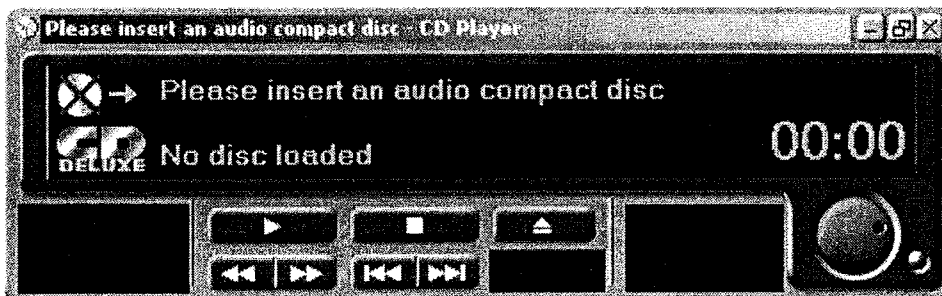 Please insert an audio compact disc - CD Player
Please insert an audio compact disc
CD
DELUXE
No disc loaded
00:00